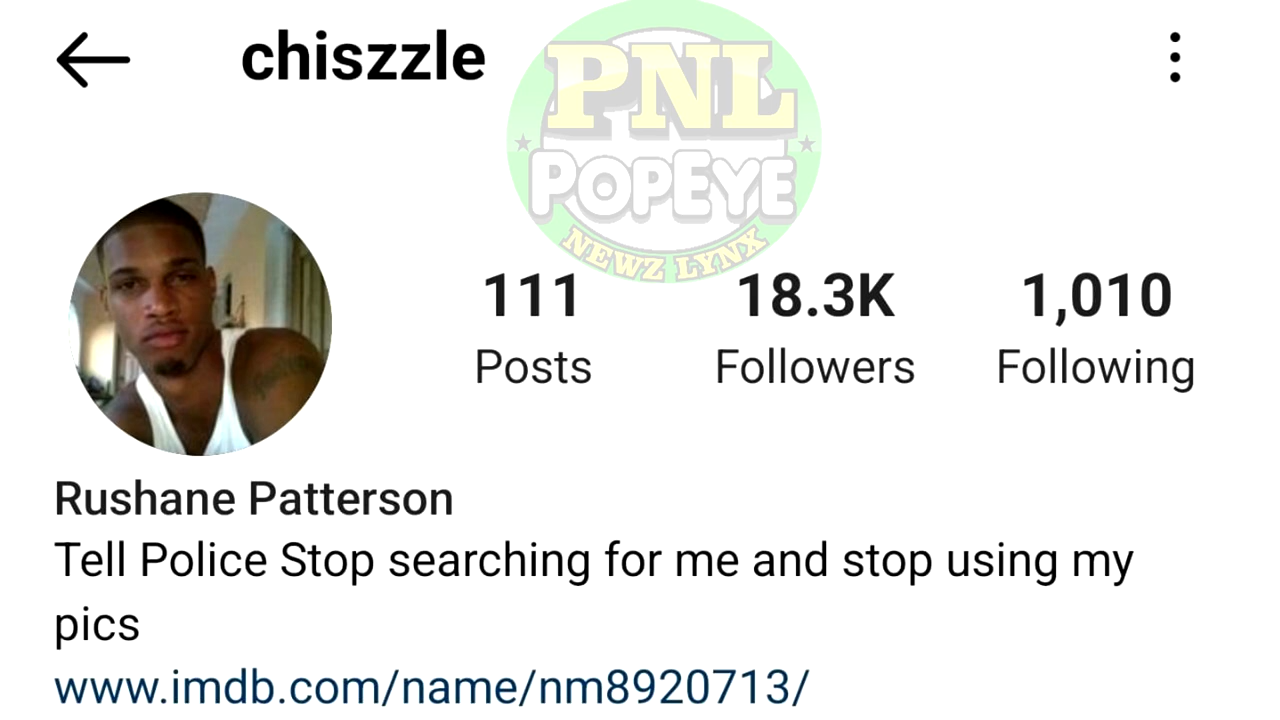 chiszzle
PNL
POPEYE
NEWZ LYNX
111
18.3K
1,010
Posts
Followers
Following
Rushane Patterson
Tell Police Stop searching for me and stop using my
pics
www.imdb.com/name/nm8920713/